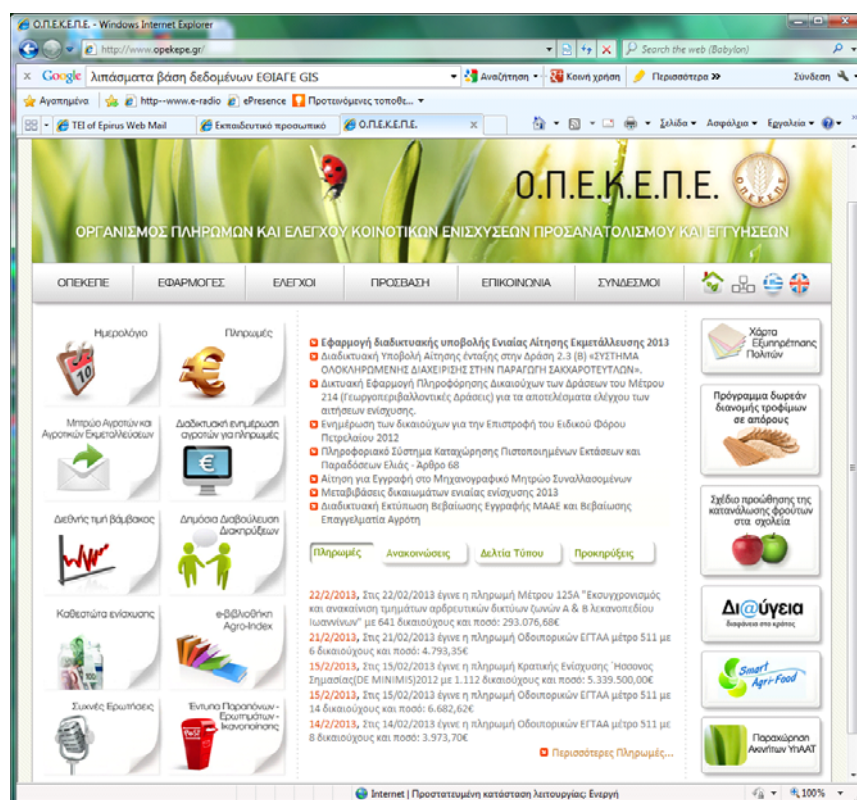 Ο.Π.Ε.Κ.Ε.Π.Ε. - Windows Internet Explorer
http://www.opekepe.gr/
Search the web (Babylon)
Google λιπάσματα βάση δεδομένων ΕΘΙΑΓΕ GIS
Αναζήτηση
Κοινή χρήση
Περισσότερα
Σύνδεση
Αγαπημένα
http--www.e-radio
ePresence
Προτεινόμενες τοποθε...
TEI of Epirus Web Mail
Εκπαιδευτικό προσωπικό
Ο.Π.Ε.Κ.Ε.Π.Ε.
Σελίδα
Ασφάλεια
Εργαλεία
Ο.Π.Ε.Κ.Ε.Π.Ε.
ΟΠΕΚΕΠΕ
ΟΡΓΑΝΙΣΜΟΣ ΠΛΗΡΩΜΩΝ ΚΑΙ ΕΛΕΓΧΟΥ ΚΟΙΝΟΤΙΚΩΝ ΕΝΙΣΧΥΣΕΩΝ ΠΡΟΣΑΝΑΤΟΛΙΣΜΟΥ ΚΑΙ ΕΓΓΥΗΣΕΩΝ
ΟΠΕΚΕΠΕ
ΕΦΑΡΜΟΓΕΣ
ΕΛΕΓΧΟΙ
ΠΡΟΣΒΑΣΗ
ΕΠΙΚΟΙΝΩΝΙΑ
ΣΥΝΔΕΣΜΟΙ
Ημερολόγιο
10
Πληρωμές
Μητρώο Αγροτών και
Αγροτικών Εκμεταλλεύσεων
Διαδικτυακή ενημέρωση
αγροτών για πληρωμές
Διεθνής τιμή βάμβακος
Δημόσια Διαβούλευση
Διακηρύξεων
Καθεστώτα ενίσχυσης
e-βιβλιοθήκη
Agro-Index
Συχνές Ερωτήσεις
Έντυπα Παραπόνων -
Ερωτημάτων -
Ικανοποίησης
Εφαρμογή διαδικτυακής υποβολής Ενιαίας Αίτησης Εκμετάλλευσης 2013
Διαδικτυακή Υποβολή Αίτησης ένταξης στην Δράση 2.3 (Β) «ΣΥΣΤΗΜΑ
ΟΛΟΚΛΗΡΩΜΕΝΗΣ ΔΙΑΧΕΙΡΙΣΗΣ ΣΤΗΝ ΠΑΡΑΓΩΓΗ ΣΑΚΧΑΡΟΤΕΥΤΛΩΝ».
Δικτυακή Εφαρμογή Πληροφόρησης Δικαιούχων των Δράσεων του Μέτρου
214 (Γεωργοπεριβαλλοντικές Δράσεις) για τα αποτελέσματα ελέγχου των
αιτήσεων ενίσχυσης.
Ενημέρωση των δικαιούχων για την Επιστροφή του Ειδικού Φόρου
Πετρελαίου 2012
Πληροφοριακό Σύστημα Καταχώρησης Πιστοποιημένων Εκτάσεων και
Παραδόσεων Ελιάς - Άρθρο 68
Αίτηση για Εγγραφή στο Μηχανογραφικό Μητρώο Συναλλασομένων
Μεταβιβάσεις δικαιωμάτων ενιαίας ενίσχυσης 2013
Διαδικτυακή Εκτύπωση Βεβαίωσης Εγγραφής ΜΑΑΕ και Βεβαίωσης
Επαγγελματία Αγρότη
Πληρωμές
Ανακοινώσεις
Δελτία Τύπου
Προκηρύξεις
22/2/2013, Στις 22/02/2013 έγινε η πληρωμή Μέτρου 125Α "Εκσυγχρονισμός
και ανακαίνιση τμημάτων αρδρευτικών δικτύων ζωνών Α & Β λεκανοπεδίου
Ιωαννίνων" με 641 δικαιούχους και ποσό: 293.076,68€
21/2/2013, Στις 21/02/2013 έγινε η πληρωμή Οδοιπορικών ΕΓΤΑΑ μέτρο 511 με
6 δικαιούχους και ποσό: 4.793,35€
15/2/2013, Στις 15/02/2013 έγινε η πληρωμή Κρατικής Ενίσχυσης ΄Ησσονος
Σημασίας(DE MINIMIS)2012 με 1.112 δικαιούχους και ποσό: 5.339.500,00€
15/2/2013, Στις 15/02/2013 έγινε η πληρωμή Οδοιπορικών ΕΓΤΑΑ μέτρο 511 με
14 δικαιούχους και ποσό: 6.682,62€
14/2/2013, Στις 14/02/2013 έγινε η πληρωμή Οδοιπορικών ΕΓΤΑΑ μέτρο 511 με
8 δικαιούχους και ποσό: 3.973,70€
Περισσότερες Πληρωμές...
Χάρτα
Εξυπηρέτησης
Πολιτών
Πρόγραμμα δωρεάν
διανομής τροφίμων
σε απόρους
Σχέδιο προώθησης της
κατανάλωσης φρούτων
στα σχολεία
Δι@ύγεια
διαφάνεια στο κράτος
Smart
Agri-Food
Παραχώρηση
Ακινήτων ΥπΑΑΤ
Internet | Προστατευμένη κατάσταση λειτουργίας: Ενεργή
100%